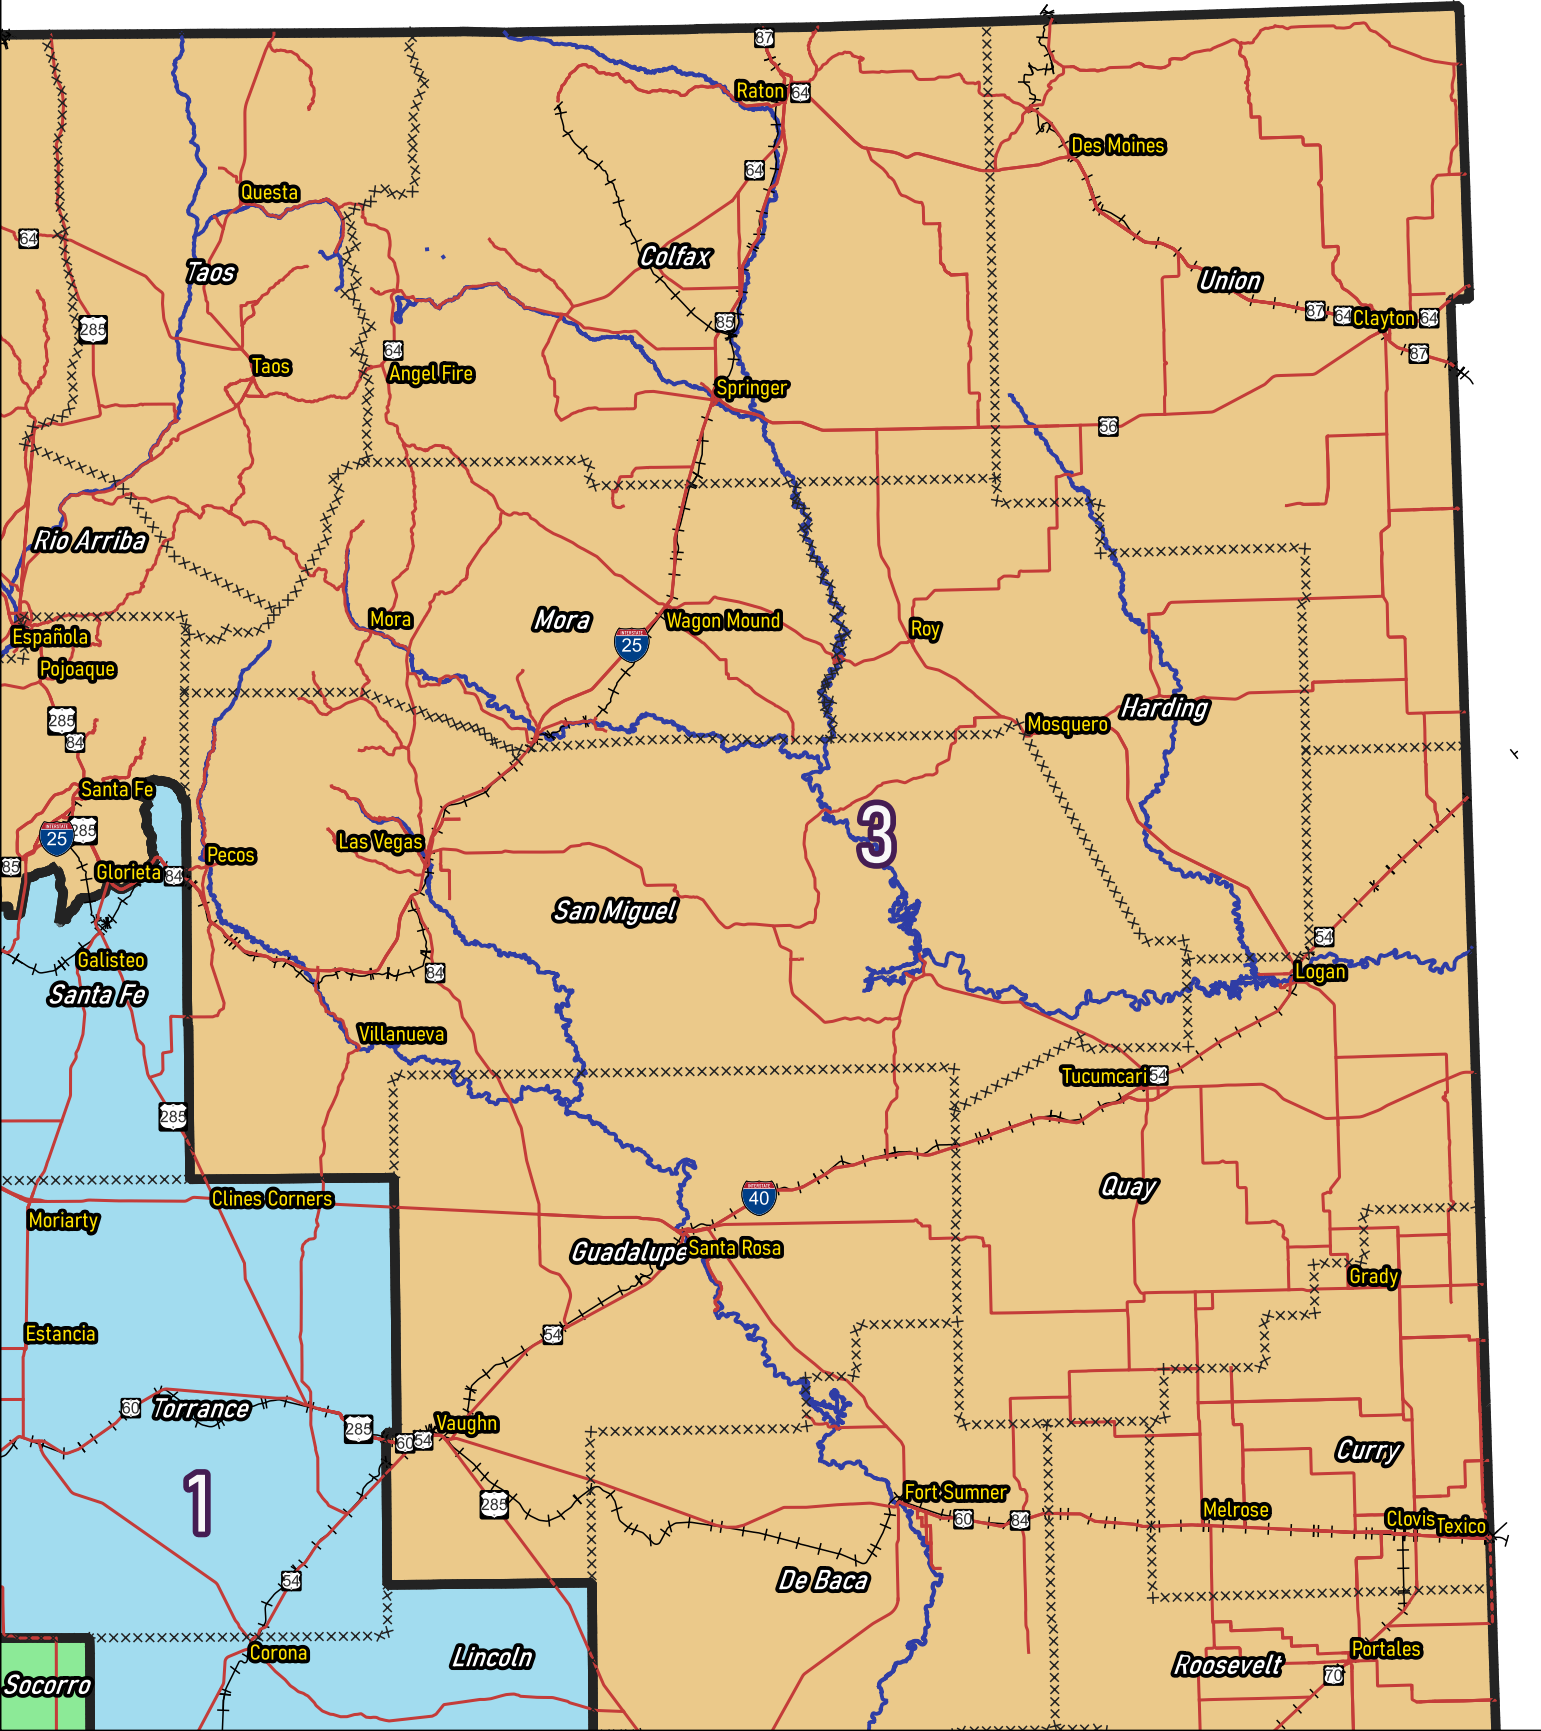 87
Raton
64
Des Moines
64
Questa
64
Colfax
Taos
Union
285
85
87
64
Clayton
64
64
87
Taos
Angel Fire
Springer
56
Rio Arriba
Mora
Mora
Wagon Mound
Roy
INTERSTATE
25
Española
Pojoaque
285
84
Mosquero
Harding
Santa Fe
INTERSTATE
25
285
3
85
Glorieta
84
Pecos
Las Vegas
San Miguel
54
Galisteo
84
Logan
Santa Fe
Villanueva
285
Tucumcari
54
Quay
Clines Corners
INTERSTATE
40
Moriarty
Guadalupe
Santa Rosa
Grady
Estancia
54
60
Torrance
285
60
54
Vaughn
Curry
1
285
Fort Sumner
60
84
Melrose
Clovis
Texico
54
De Baca
Corona
Lincoln
Portales
Roosevelt
70
Socorro